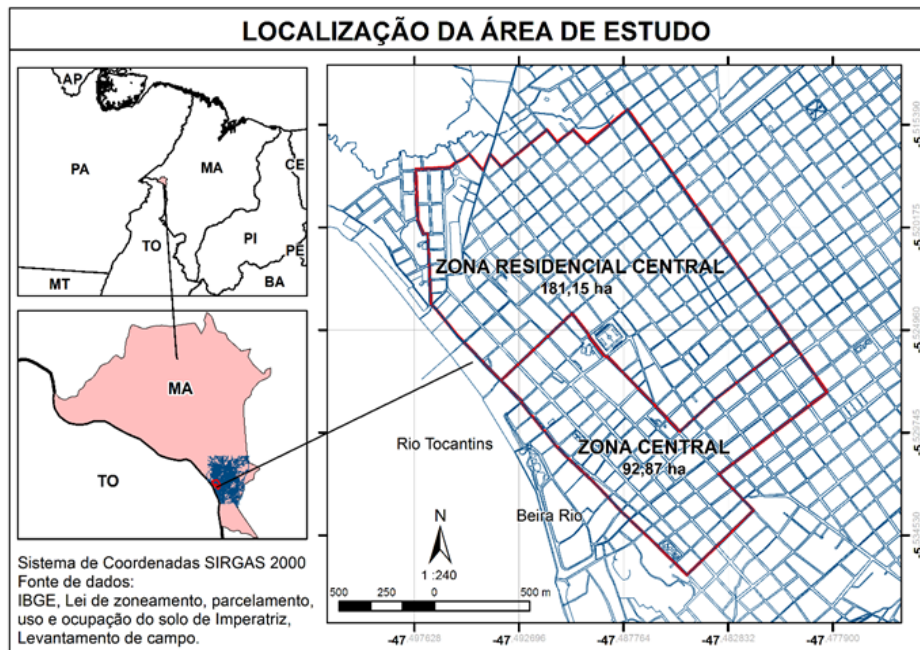 LOCALIZAÇÃO DA ÁREA DE ESTUDO
AP
PA
MA
CE
TO
PI
PE
MT
BA
MA
TO
Sistema de Coordenadas SIRGAS 2000
Fonte de dados:
IBGE, Lei de zoneamento, parcelamento,
uso e ocupação do solo de Imperatriz,
Levantamento de campo.
ZONA RESIDENCIAL CENTRAL
181,15 ha
ZONA CENTRAL
92,87 ha
Rio Tocantins
Beira Rio
N
1 :240
500 250 0 500 m
-5,515390
-5,520175
-5,524960
-5,529745
-5,534530
-47,497628 -47,492696 -47,487764 -47,482832 -47,477900